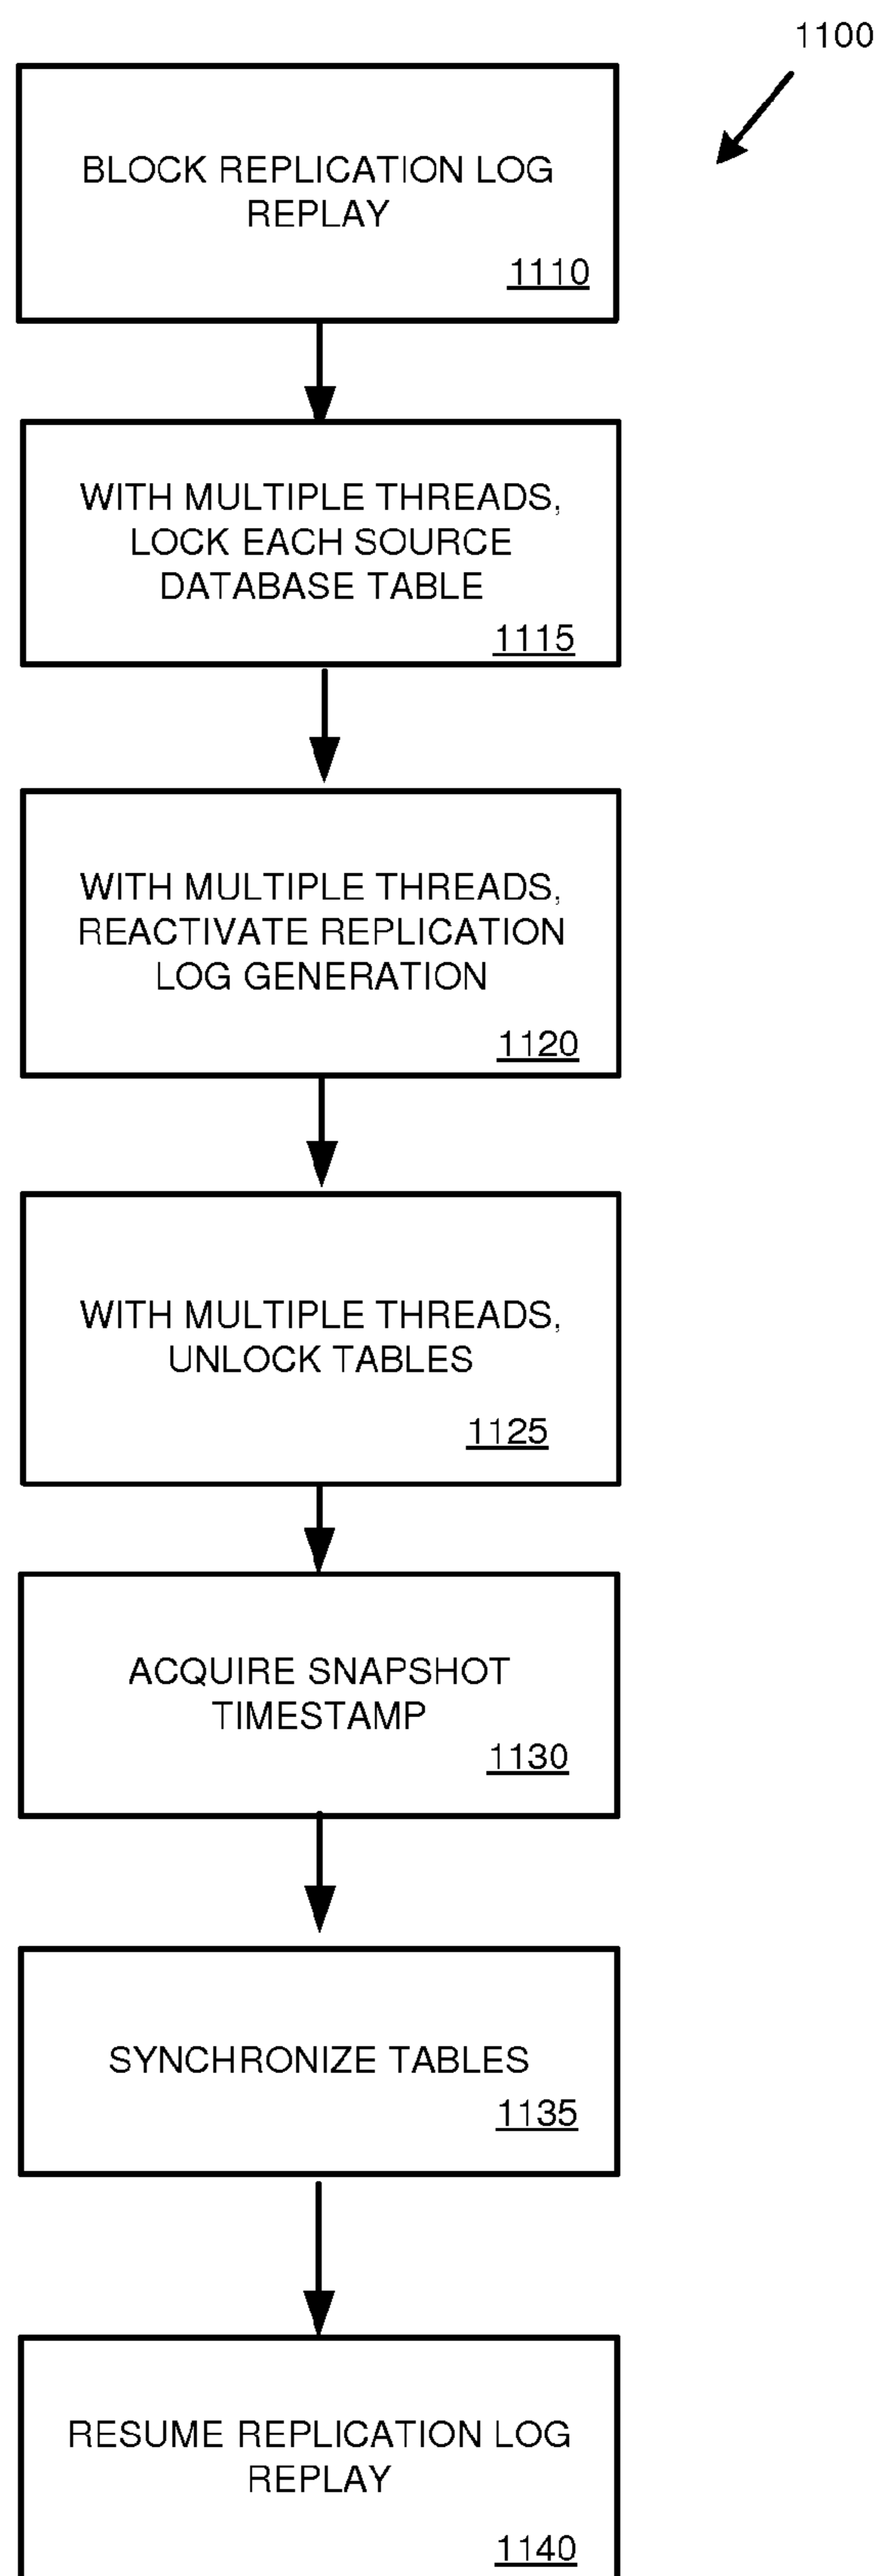 1100
BLOCK REPLICATION LOG
REPLAY
1110
WITH MULTIPLE THREADS,
LOCK EACH SOURCE
DATABASE TABLE
1115
WITH MULTIPLE THREADS,
REACTIVATE REPLICATION
LOG GENERATION
1120
WITH MULTIPLE THREADS,
UNLOCK TABLES
1125
ACQUIRE SNAPSHOT
TIMESTAMP
1130
SYNCHRONIZE TABLES
1135
RESUME REPLICATION LOG
REPLAY
1140